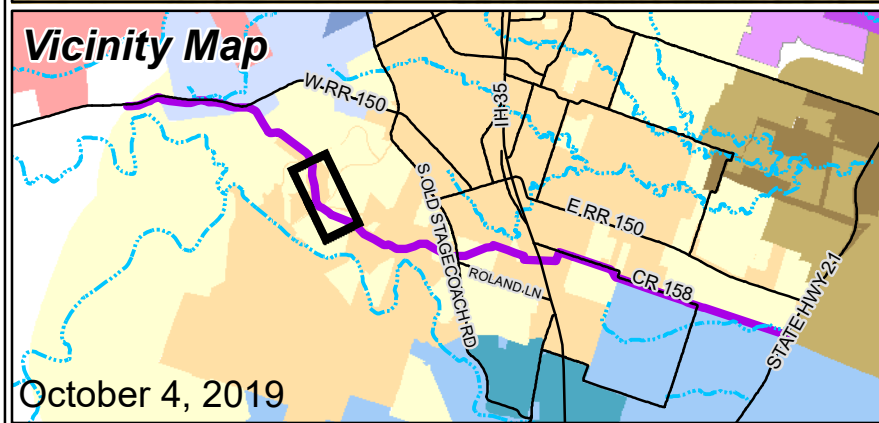 Vicinity Map
W RR 150
IH 35
S OLD STAGECOACH RD
E RR 150
ROLAND LN
CR 158
STATE HWY 21
October 4, 2019